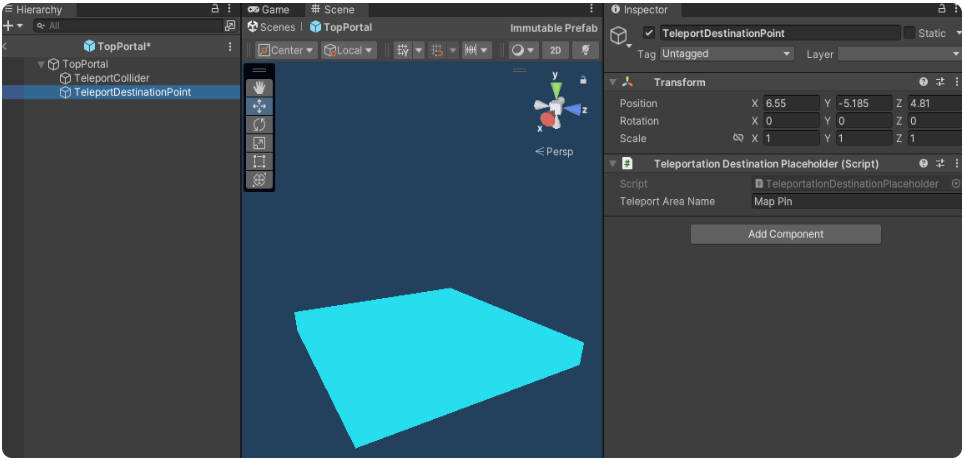 Hierarchy
All
TopPortal*
TopPortal
TeleportCollider
TeleportDestinationPoint
Game Scene
Scenes TopPortal Immutable Prefab
Center Local 2D
y
z
x
Persp
Inspector
TeleportDestinationPoint Static
Tag Untagged Layer
Transform
Position X 6.55 Y -5.185 Z 4.81
Rotation X 0 Y 0 Z 0
Scale X 1 Y 1 Z 1
# Teleportation Destination Placeholder (Script)
Script TeleportationDestinationPlaceholder
Teleport Area Name Map Pin
Add Component